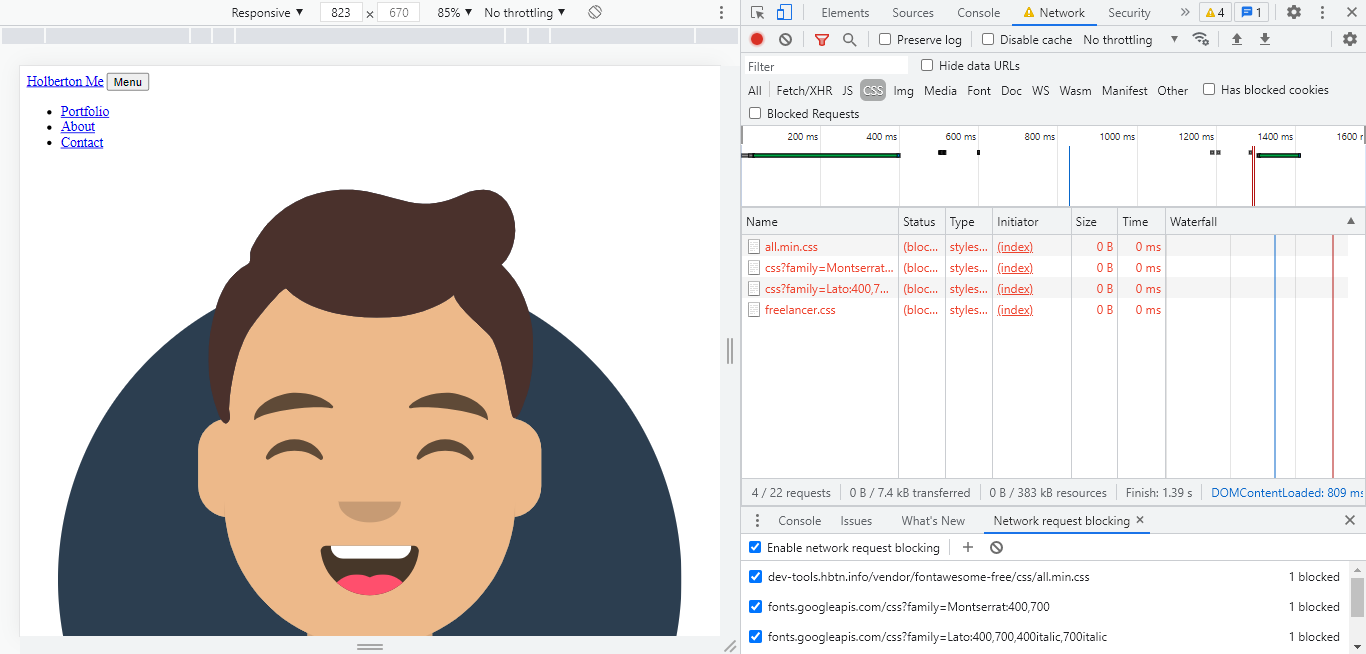 Responsive ▼ 823 × 670 85% ▼ No throttling ▼
Elements Sources Console Network Security » 4 1
Preserve log Disable cache No throttling ▼
Filter Hide data URLs
All Fetch/XHR JS CSS Img Media Font Doc WS Wasm Manifest Other Has blocked cookies
Blocked Requests
200 ms 400 ms 600 ms 800 ms 1000 ms 1200 ms 1400 ms 1600 r
Holberton Me Menu
Portfolio
About
Contact
Name Status Type Initiator Size Time Waterfall
all.min.css (bloc... styles... (index) 0 B 0 ms
css?family=Montserrat... (bloc... styles... (index) 0 B 0 ms
css?family=Lato:400,7... (bloc... styles... (index) 0 B 0 ms
freelancer.css (bloc... styles... (index) 0 B 0 ms
4 / 22 requests 0 B / 7.4 kB transferred 0 B / 383 kB resources Finish: 1.39 s DOMContentLoaded: 809 ms
Console Issues What's New Network request blocking ×
Enable network request blocking
dev-tools.hbtn.info/vendor/fontawesome-free/css/all.min.css 1 blocked
fonts.googleapis.com/css?family=Montserrat:400,700 1 blocked
fonts.googleapis.com/css?family=Lato:400,700,400italic,700italic 1 blocked